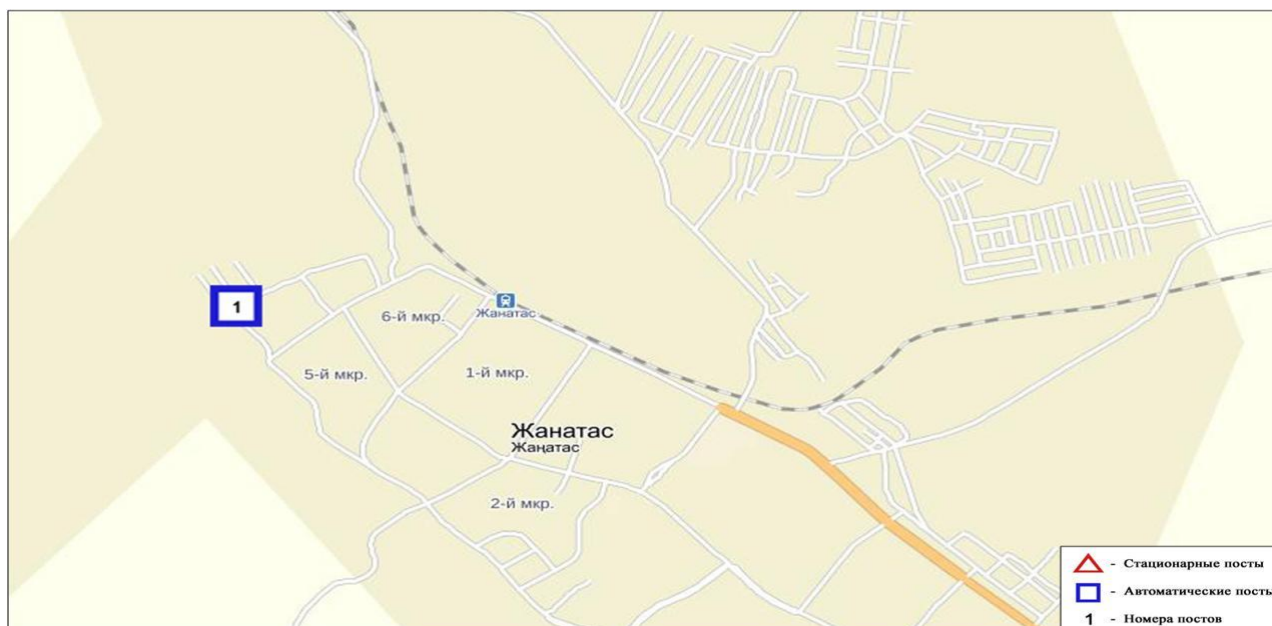 1
6-й мкр.
Жанатас
5-й мкр.
1-й мкр.
Жанатас
Жаңатас
2-й мкр.
- Стационарные посты
- Автоматические посты
1 - Номера постов